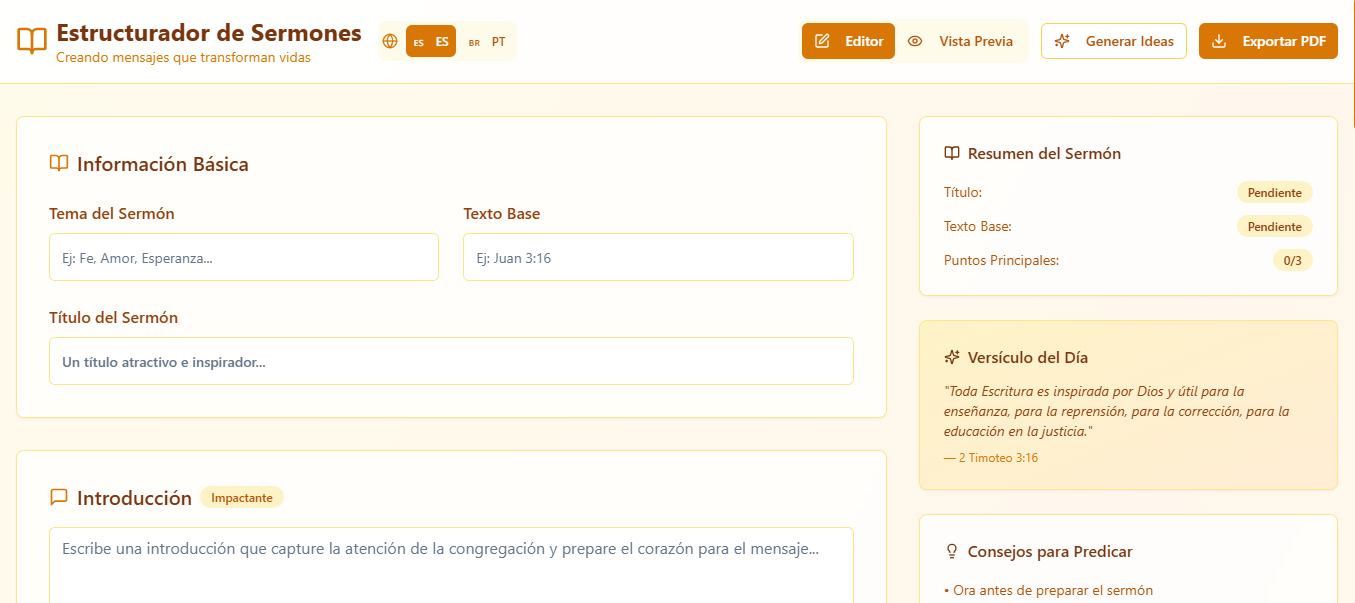 Estructurador de Sermones
Creando mensajes que transforman vidas
ES ES
BR PT
Editor
Vista Previa
Generar Ideas
Exportar PDF
Información Básica
Tema del Sermón
Texto Base
Ej: Fe, Amor, Esperanza...
Ej: Juan 3:16
Título del Sermón
Un título atractivo e inspirador...
Introducción
Impactante
Escribe una introducción que capture la atención de la congregación y prepare el corazón para el mensaje...
Resumen del Sermón
Título:
Pendiente
Texto Base:
Pendiente
Puntos Principales:
0/3
Versículo del Día
"Toda Escritura es inspirada por Dios y útil para la
enseñanza, para la reprensión, para la corrección, para la
educación en la justicia."
— 2 Timoteo 3:16
Consejos para Predicar
• Ora antes de preparar el sermón